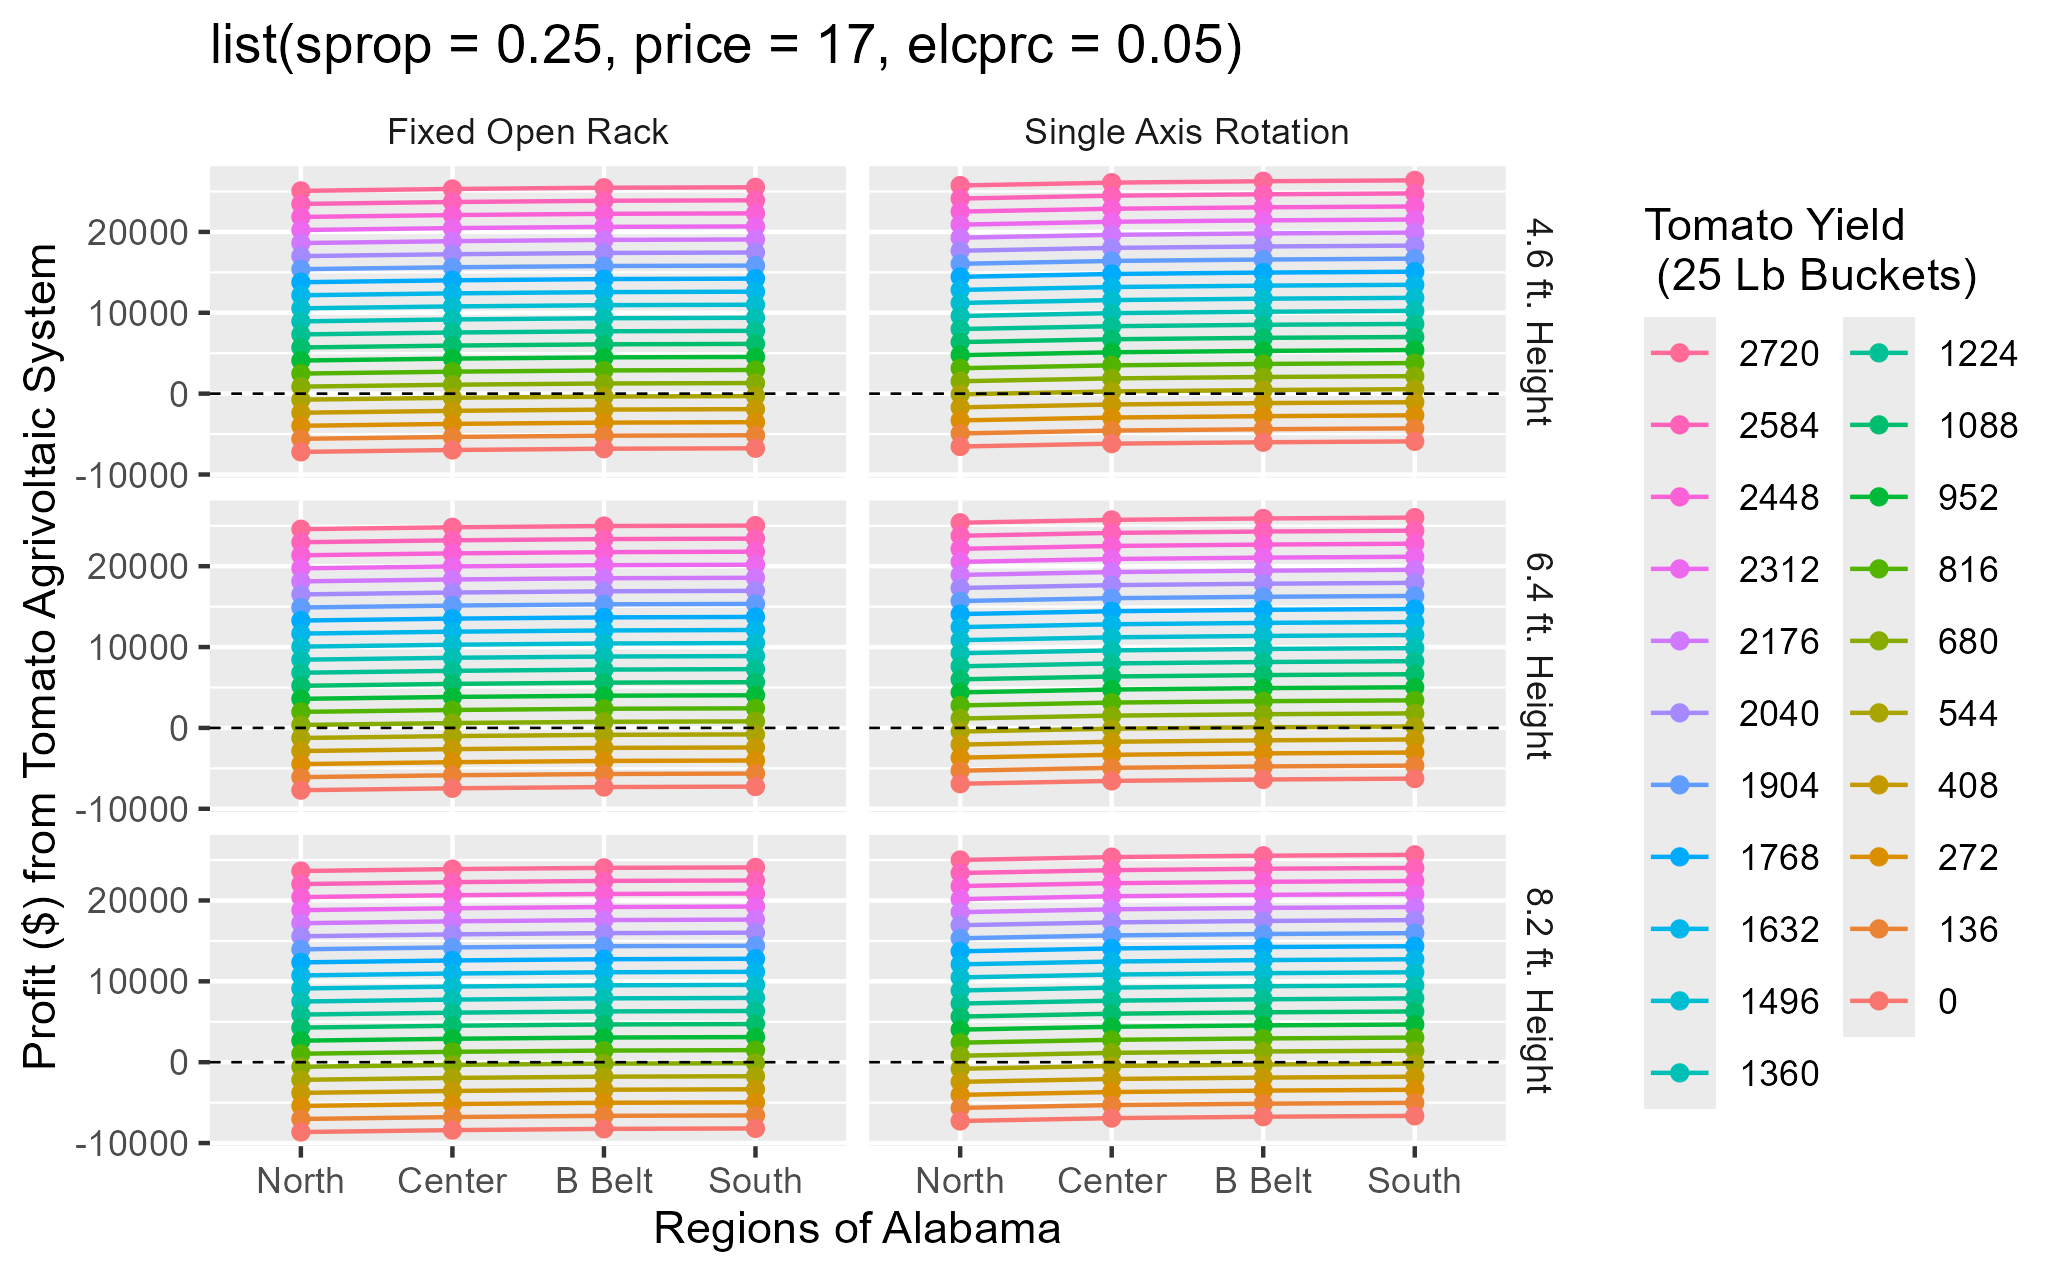 list(sprop = 0.25, price = 17, elcprc = 0.05)
Fixed Open Rack
Single Axis Rotation
Profit ($) from Tomato Agrivoltaic System
20000
10000
0
-10000
4.6 ft. Height
20000
10000
0
-10000
6.4 ft. Height
20000
10000
0
-10000
8.2 ft. Height
North Center B Belt South
North Center B Belt South
Regions of Alabama
Tomato Yield
(25 Lb Buckets)
2720 1224
2584 1088
2448 952
2312 816
2176 680
2040 544
1904 408
1768 272
1632 136
1496 0
1360